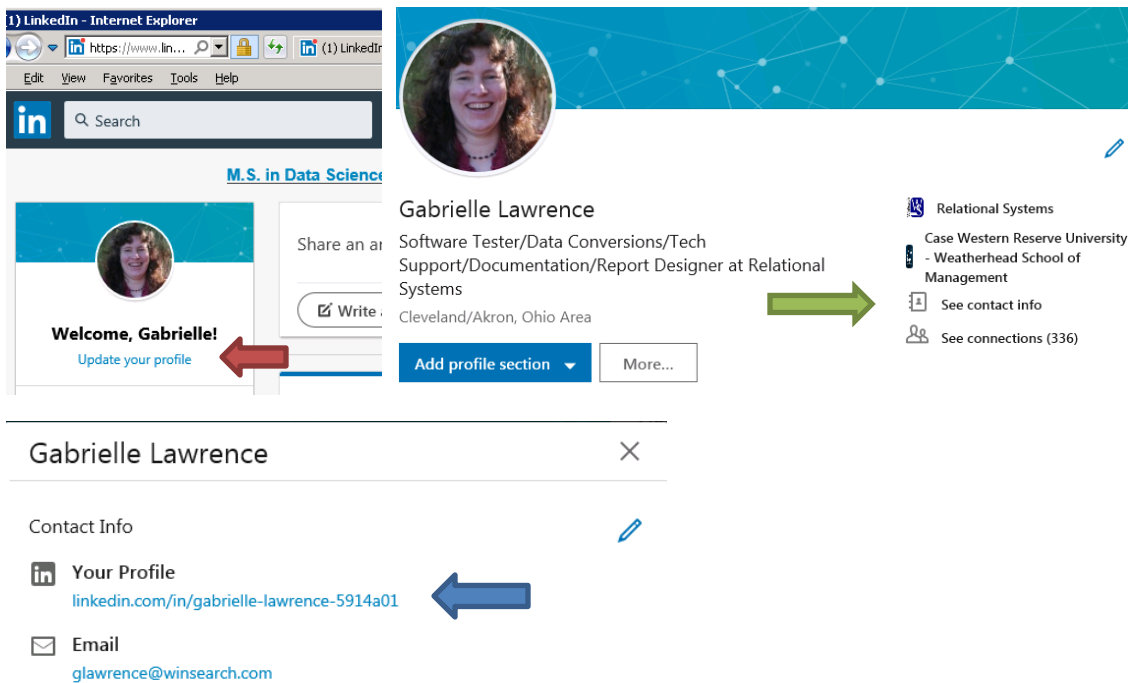 1) LinkedIn - Internet Explorer
https://www.lin...
(1) LinkedIn
Edit View Favorites Tools Help
in
Search
M.S. in Data Science
Welcome, Gabrielle!
Update your profile
Share an ar
Write
Gabrielle Lawrence
Software Tester/Data Conversions/Tech
Support/Documentation/Report Designer at Relational
Systems
Cleveland/Akron, Ohio Area
Add profile section
More...
Relational Systems
Case Western Reserve University
- Weatherhead School of
Management
See contact info
See connections (336)
Gabrielle Lawrence
Contact Info
in Your Profile
linkedin.com/in/gabrielle-lawrence-5914a01
Email
glawrence@winsearch.com